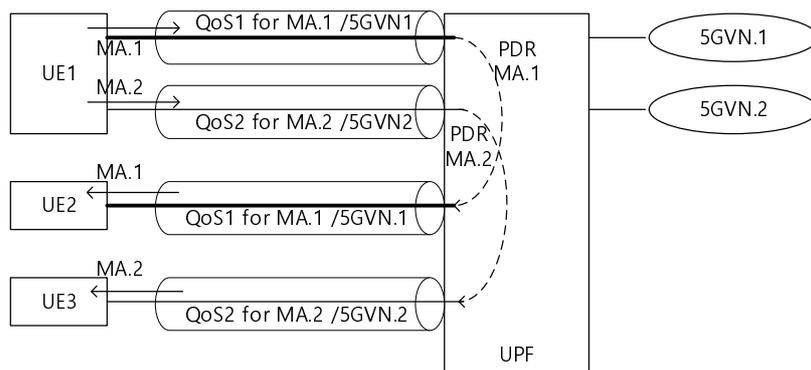 QoS1 for MA.1 /5GVN1
MA.1
UE1
MA.2
QoS2 for MA.2 /5GVN2
PDR
MA.1
PDR
MA.2
5GVN.1
5GVN.2
MA.1
UE2
QoS1 for MA.1 /5GVN.1
MA.2
UE3
QoS2 for MA.2 /5GVN.2
UPF